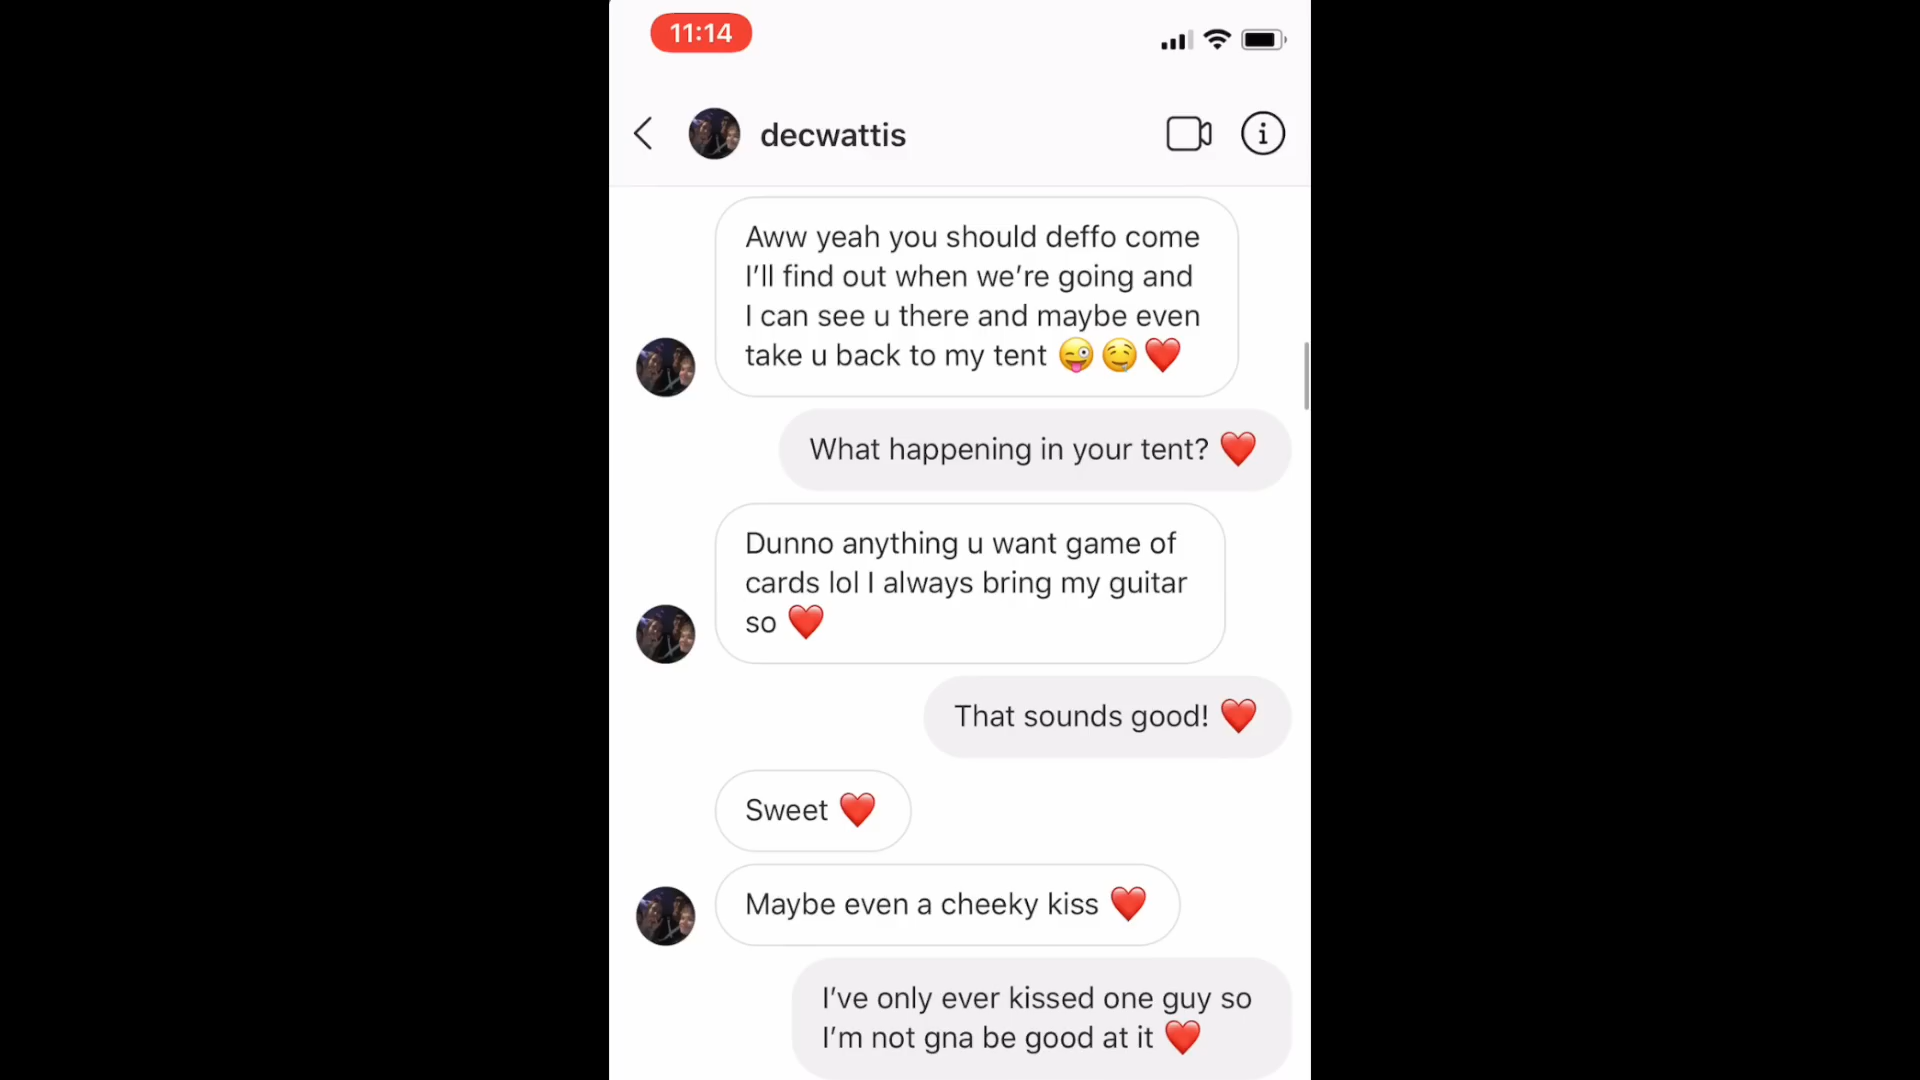 11:14
decwattis
Aww yeah you should deffo come
I'll find out when we're going and
I can see u there and maybe even
take u back to my tent 😜🤤❤️
What happening in your tent? ❤️
Dunno anything u want game of
cards lol I always bring my guitar
so ❤️
That sounds good! ❤️
Sweet ❤️
Maybe even a cheeky kiss ❤️
I've only ever kissed one guy so
I'm not gna be good at it ❤️